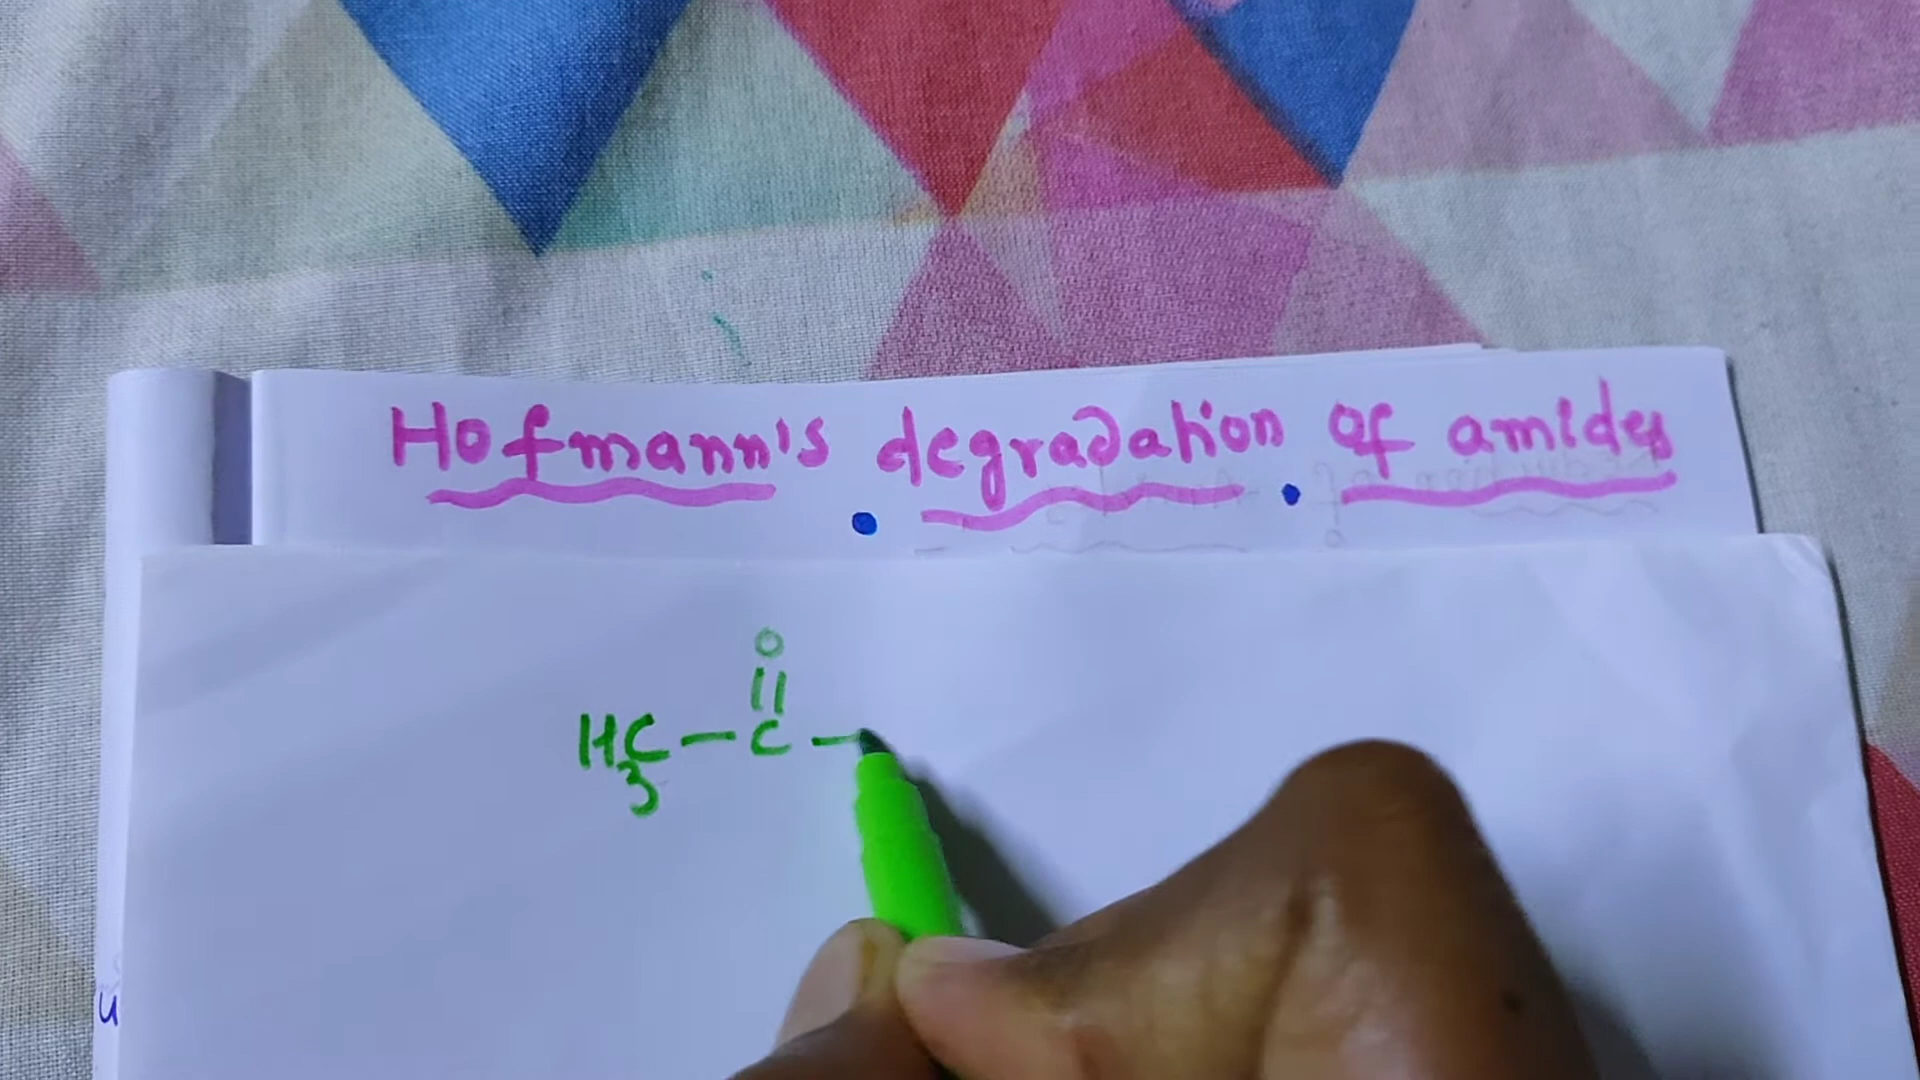 Hofmann's degradation of amides
O
||
H3C - C -
u